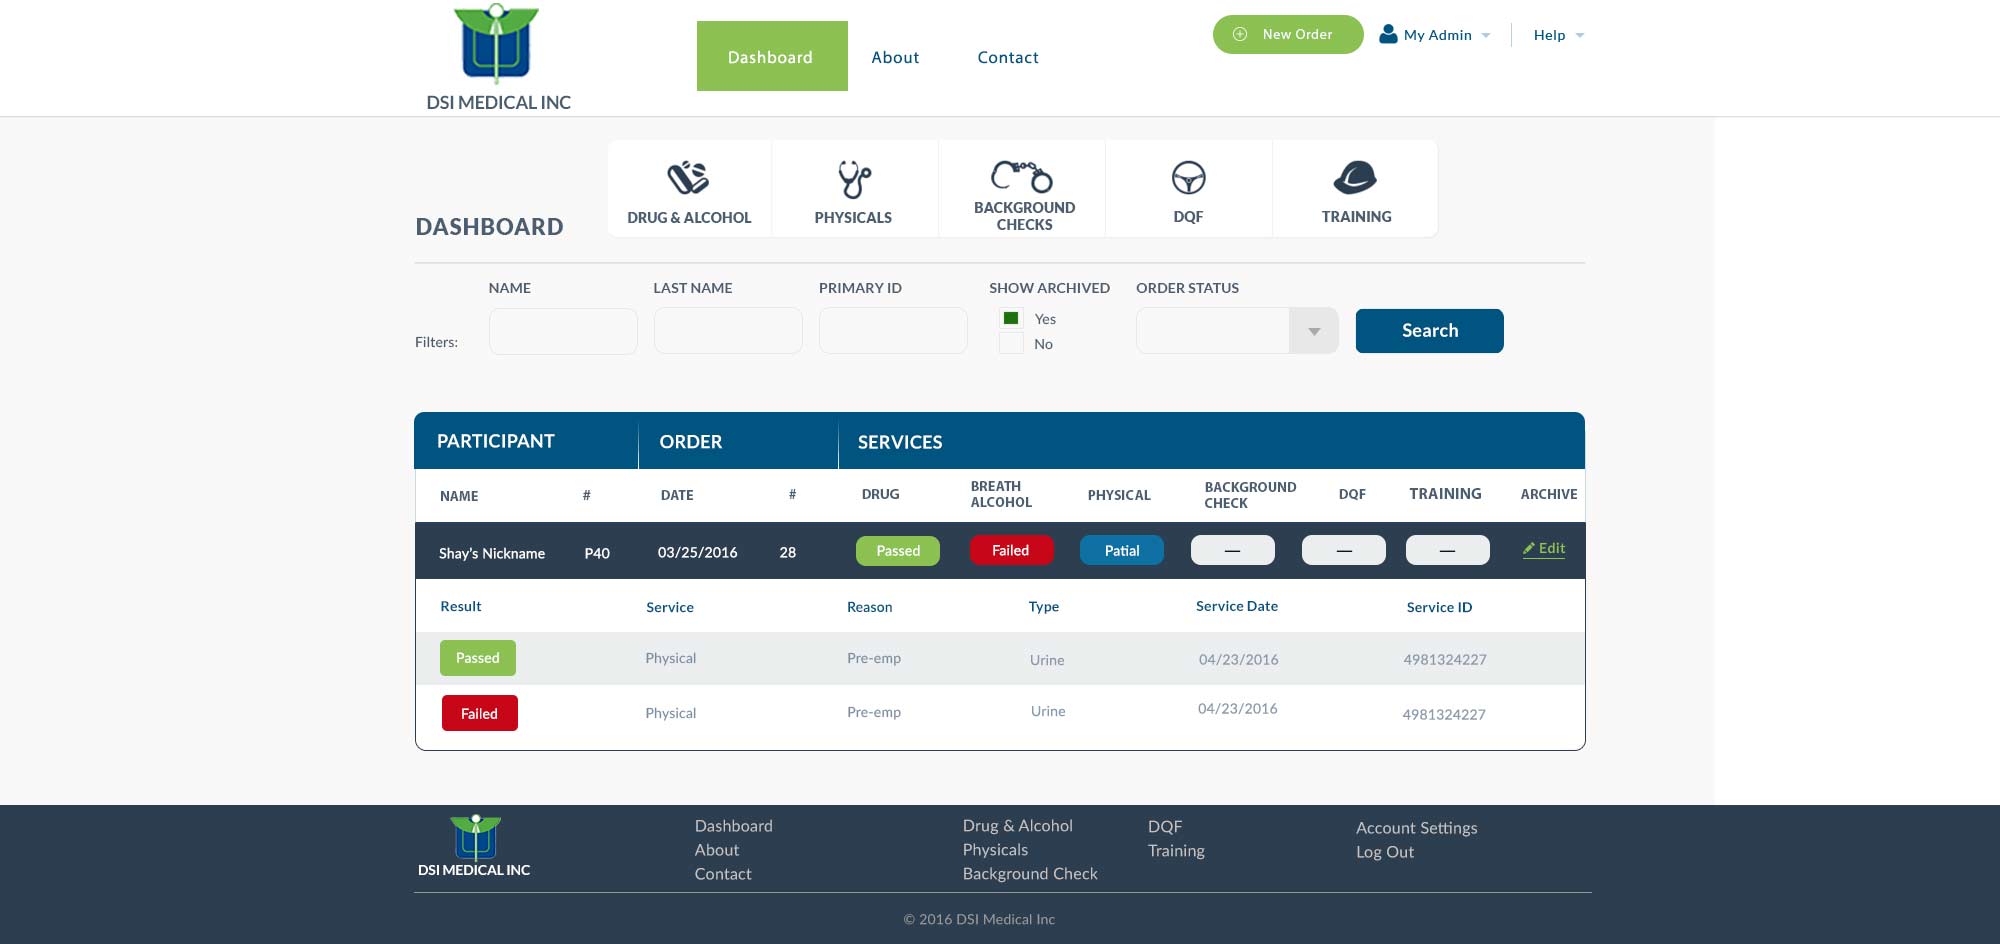 DSI MEDICAL INC
Dashboard
About
Contact
New Order
My Admin
Help
DASHBOARD
DRUG & ALCOHOL
PHYSICALS
BACKGROUND
CHECKS
DQF
TRAINING
Filters:
NAME
LAST NAME
PRIMARY ID
SHOW ARCHIVED
Yes
No
ORDER STATUS
Search
PARTICIPANT ORDER SERVICES
NAME # DATE # DRUG BREATH ALCOHOL PHYSICAL BACKGROUND CHECK DQF TRAINING ARCHIVE
Shay's Nickname P40 03/25/2016 28 Passed Failed Patial — — — Edit
Result Service Reason Type Service Date Service ID
Passed Physical Pre-emp Urine 04/23/2016 4981324227
Failed Physical Pre-emp Urine 04/23/2016 4981324227
DSI MEDICAL INC
Dashboard
About
Contact
Drug & Alcohol
Physicals
Background Check
DQF
Training
Account Settings
Log Out
© 2016 DSI Medical Inc